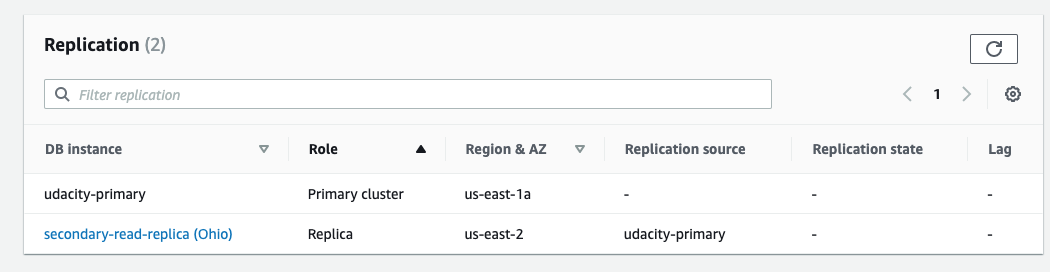 Replication (2)
Filter replication
1
DB instance Role Region & AZ Replication source Replication state Lag
udacity-primary Primary cluster us-east-1a - - -
secondary-read-replica (Ohio) Replica us-east-2 udacity-primary - -